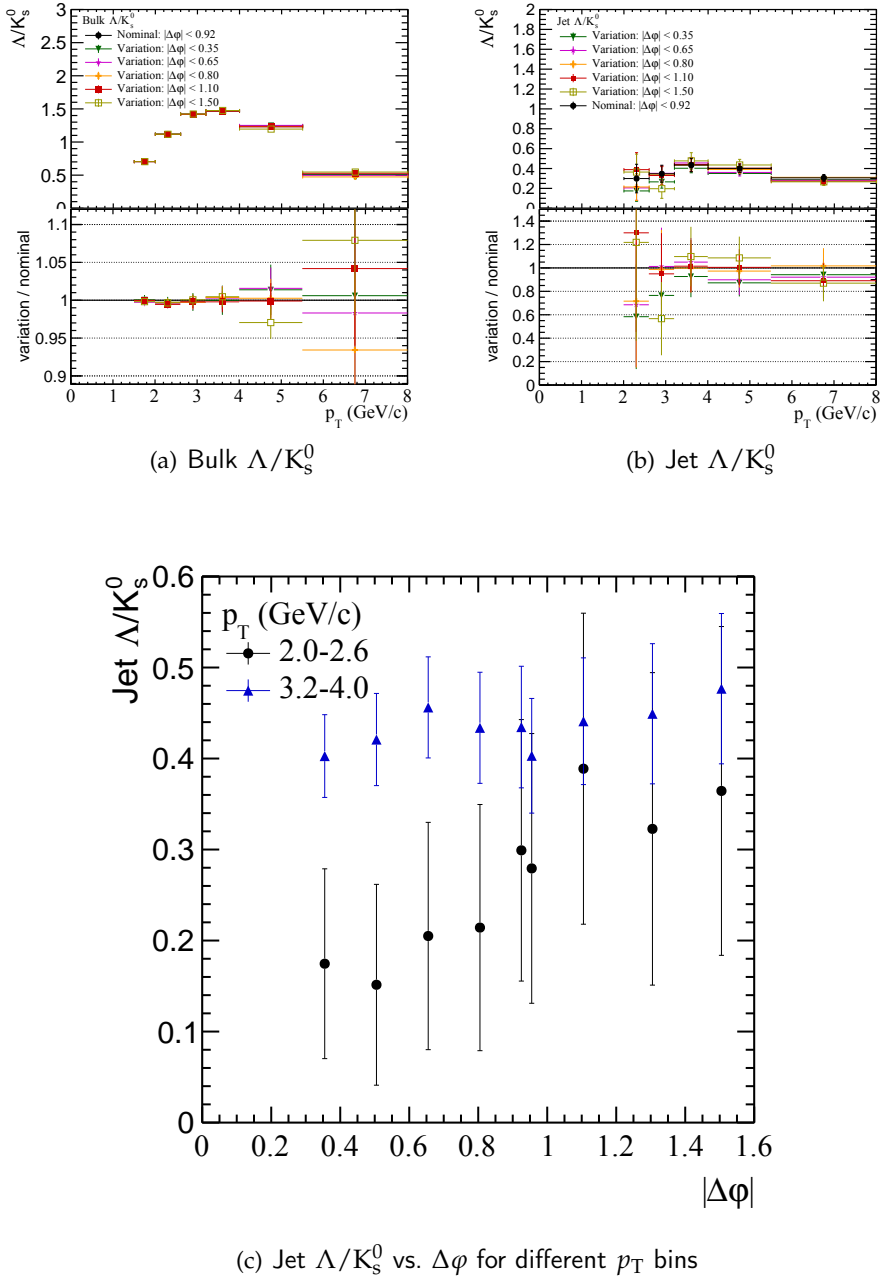 Λ/K⁰ₛ
3
2.5
2
1.5
1
0.5
0
Bulk Λ/K⁰ₛ
Nominal: |Δφ| < 0.92
Variation: |Δφ| < 0.35
Variation: |Δφ| < 0.65
Variation: |Δφ| < 0.80
Variation: |Δφ| < 1.10
Variation: |Δφ| < 1.50
variation / nominal
1.1
1.05
1
0.95
0.9
0 1 2 3 4 5 6 7 8
p_T (GeV/c)
(a) Bulk Λ/K⁰ₛ
Λ/K⁰ₛ
2
1.8
1.6
1.4
1.2
1
0.8
0.6
0.4
0.2
0
Jet Λ/K⁰ₛ
Variation: |Δφ| < 0.35
Variation: |Δφ| < 0.65
Variation: |Δφ| < 0.80
Variation: |Δφ| < 1.10
Variation: |Δφ| < 1.50
Nominal: |Δφ| < 0.92
variation / nominal
1.4
1.2
1
0.8
0.6
0.4
0.2
0
0 1 2 3 4 5 6 7 8
p_T (GeV/c)
(b) Jet Λ/K⁰ₛ
Jet Λ/K⁰ₛ
0.6
0.5
0.4
0.3
0.2
0.1
0
p_T (GeV/c)
2.0-2.6
3.2-4.0
0 0.2 0.4 0.6 0.8 1 1.2 1.4 1.6
|Δφ|
(c) Jet Λ/K⁰ₛ vs. Δφ for different p_T bins